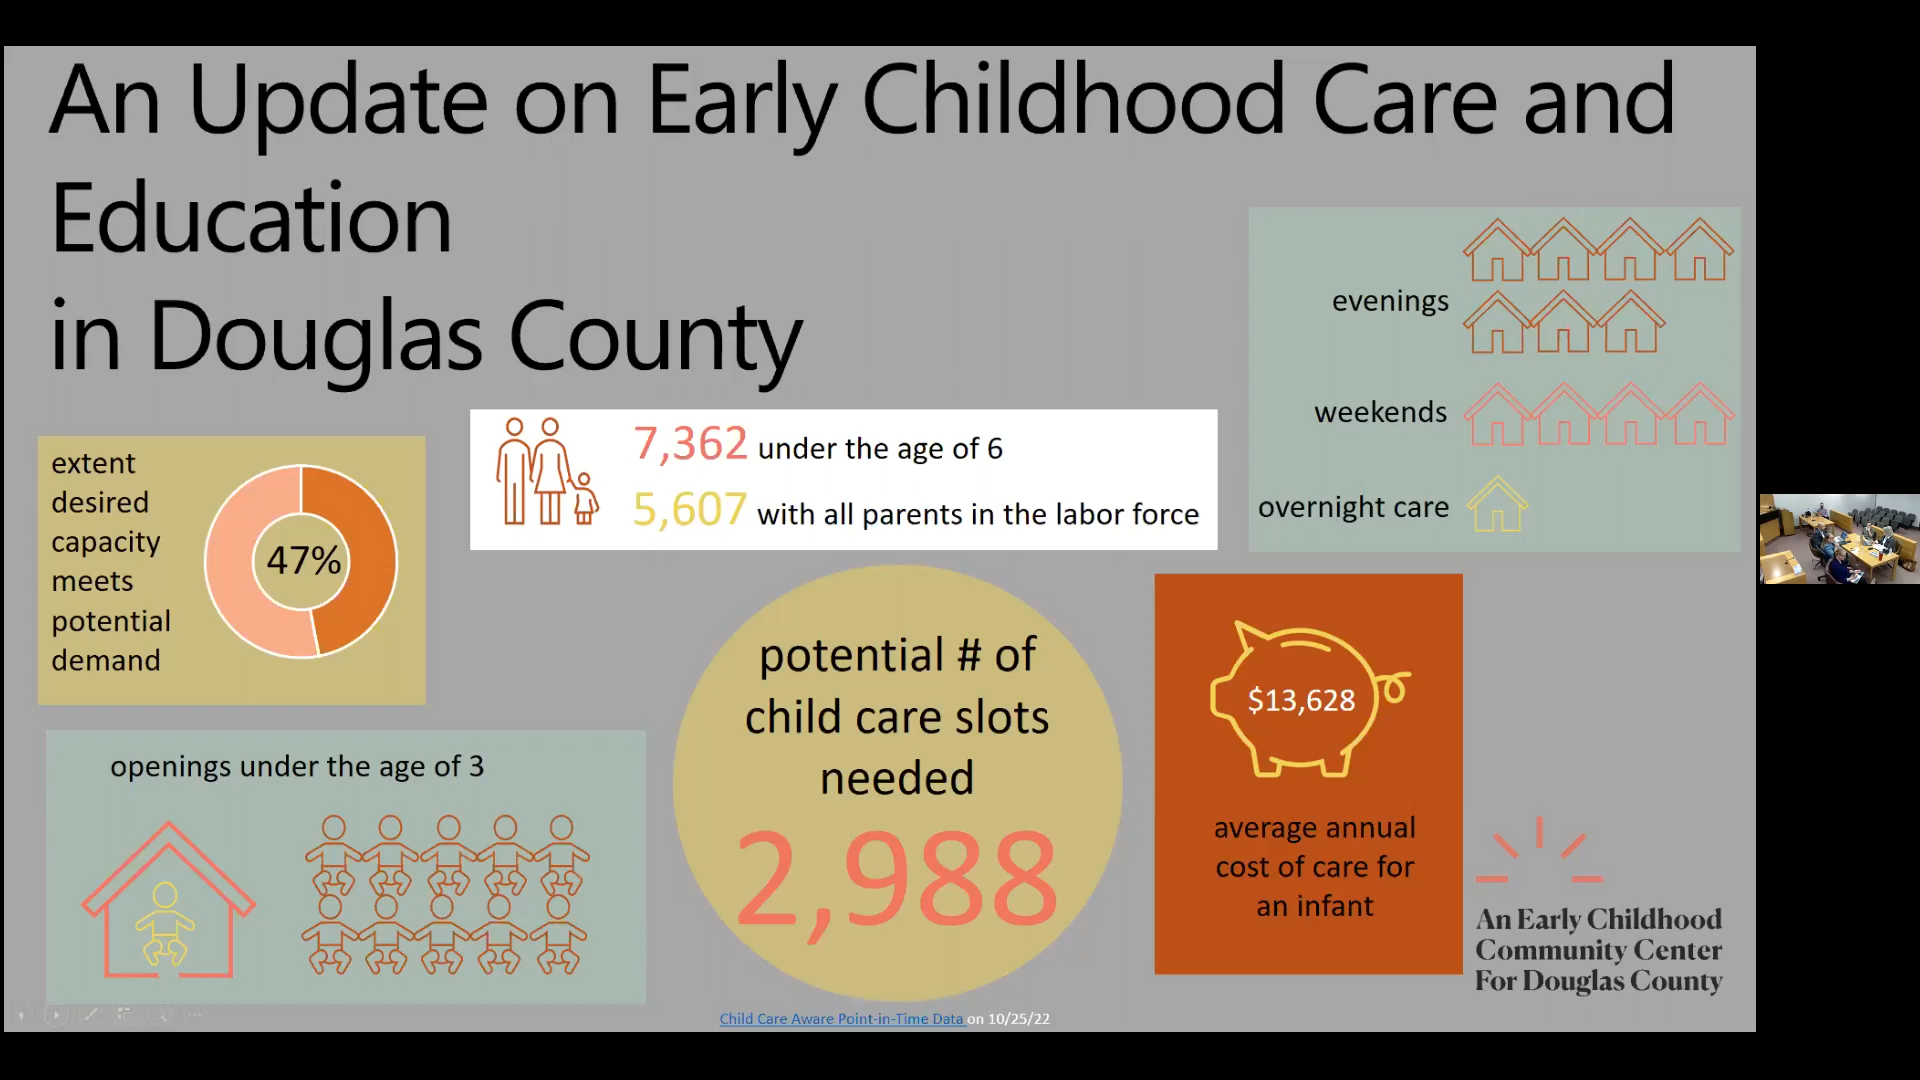 An Update on Early Childhood Care and
Education
in Douglas County
evenings
weekends
overnight care
7,362 under the age of 6
5,607 with all parents in the labor force
extent
desired
capacity
meets
potential
demand
47%
potential # of
child care slots
needed
2,988
$13,628
average annual
cost of care for
an infant
openings under the age of 3
An Early Childhood
Community Center
For Douglas County
Child Care Aware Point-in-Time Data on 10/25/22